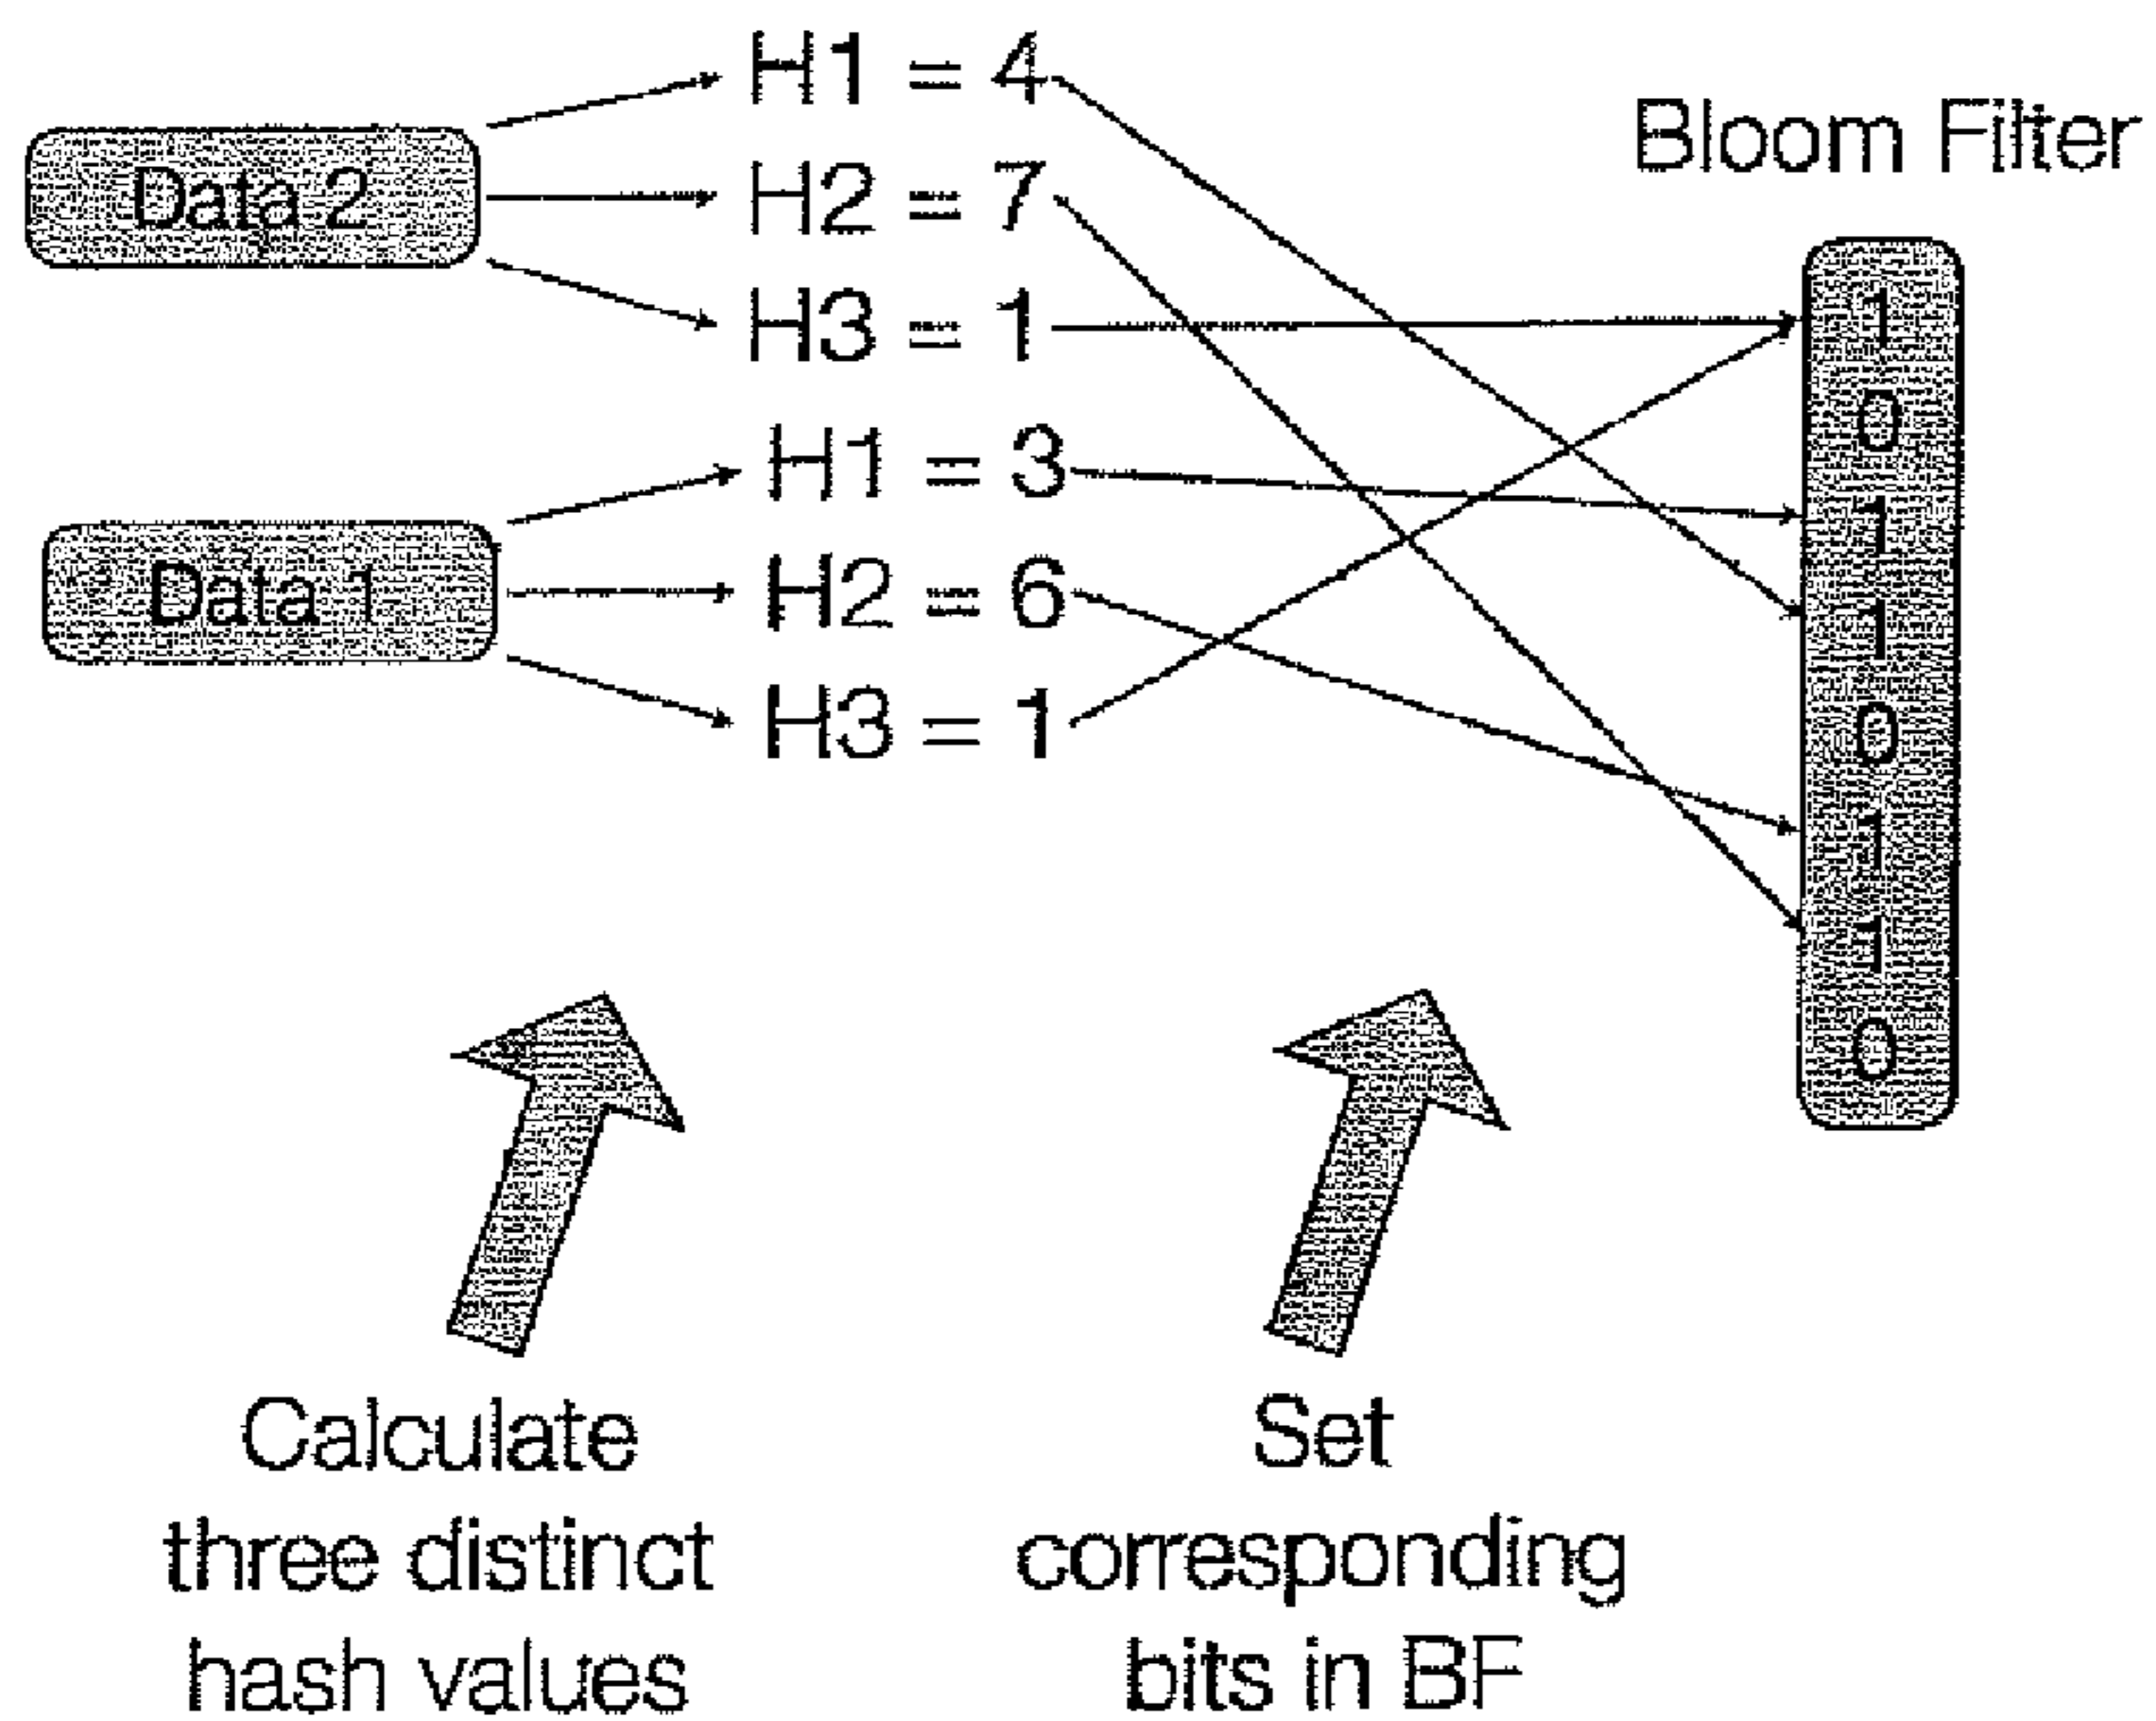 H1 = 4
H2 = 7
H3 = 1
Data 2
H1 = 3
H2 = 6
H3 = 1
Data 1
Bloom Filter
1
0
1
1
0
1
1
0
Calculate
three distinct
hash values
Set
corresponding
bits in BF